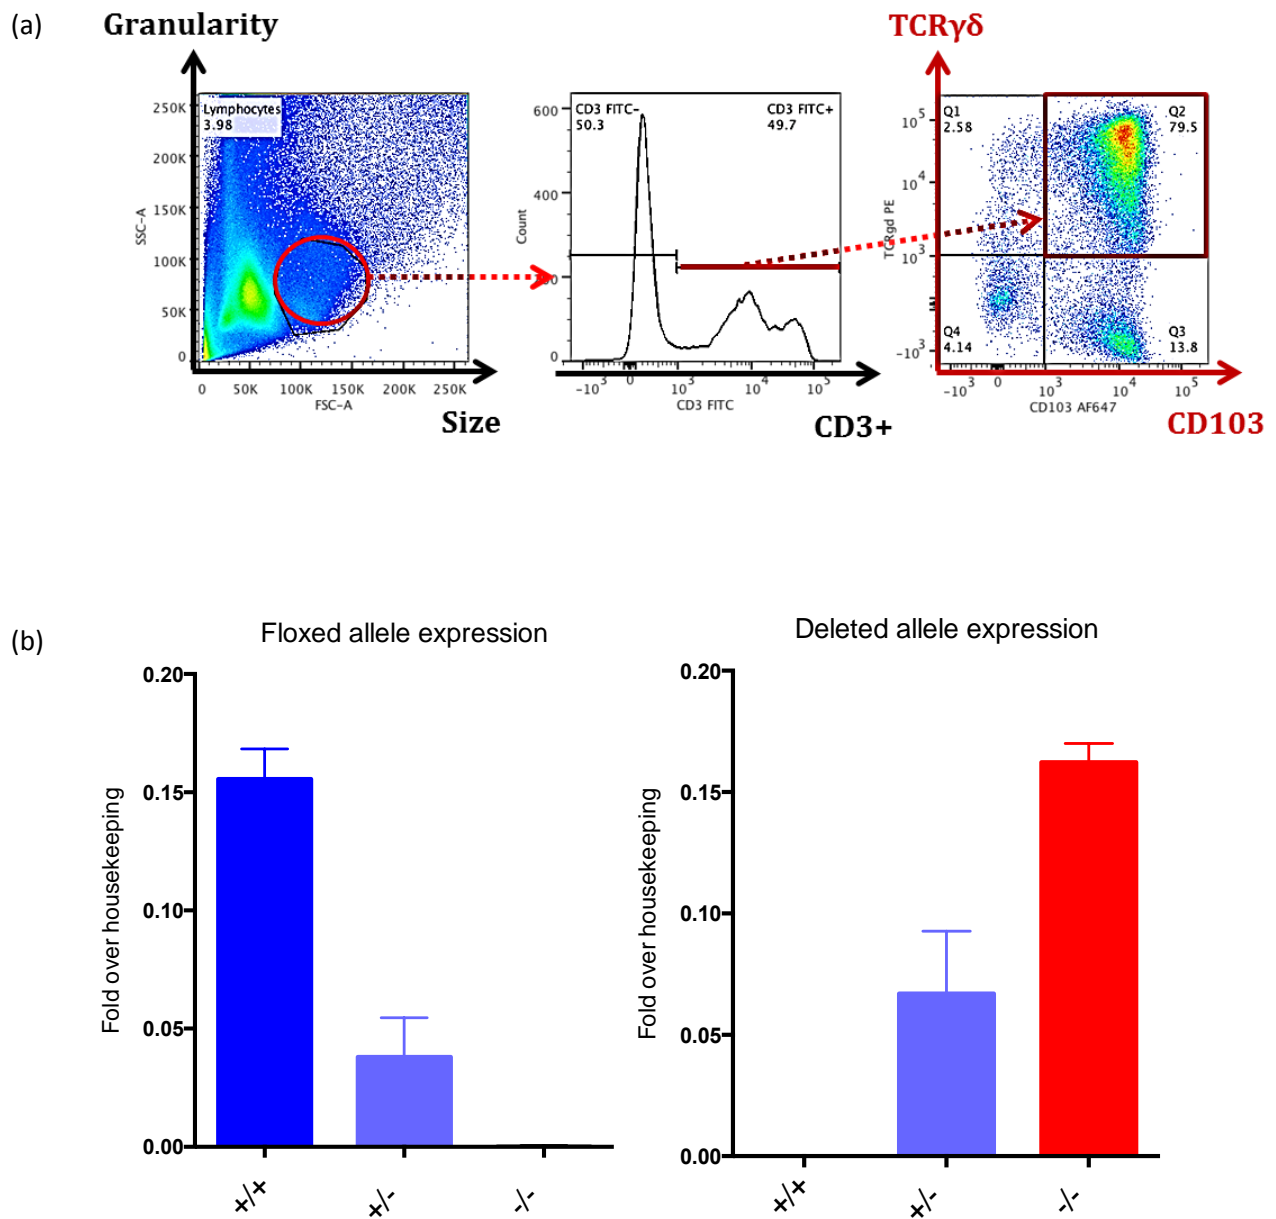 (a)
Granularity
TCRγδ
Lymphocytes
3.98
250K
200K
150K
100K
50K
0
SSC-A
0 50K 100K 150K 200K 250K
FSC-A
Size
CD3 FITC-
50.3
CD3 FITC+
49.7
600
400
0
Count
-10³ 0 10³ 10⁴ 10⁵
CD3 FITC
CD3+
Q1
2.58
Q2
79.5
Q4
4.14
Q3
13.8
10⁵
10⁴
10³
-10³
TCRgd PE
-10³ 0 10³ 10⁴ 10⁵
CD103 AF647
CD103
(b)
Floxed allele expression
0.20
0.15
0.10
0.05
0.00
Fold over housekeeping
+/+ +/- -/-
Deleted allele expression
0.20
0.15
0.10
0.05
0.00
Fold over housekeeping
+/+ +/- -/-